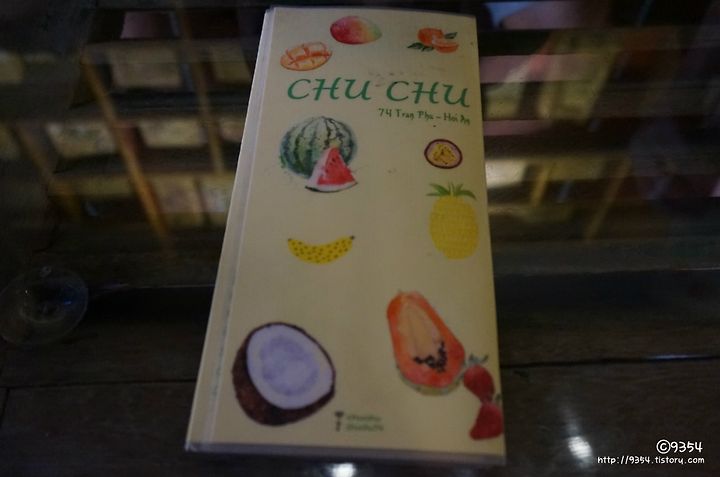 CHU CHU
74 Tran Phu - Hoi An
©9354
http://9354.tistory.com